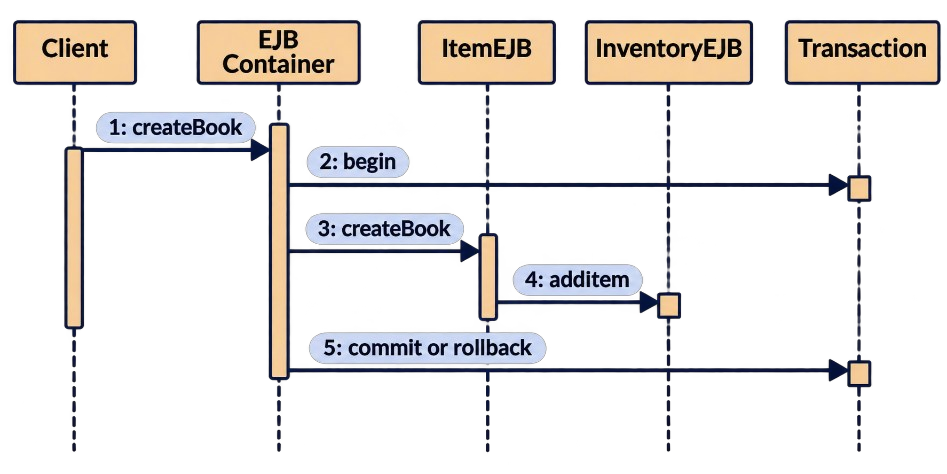 Client
EJB
Container
ItemEJB
InventoryEJB
Transaction
1: createBook
2: begin
3: createBook
4: additem
5: commit or rollback